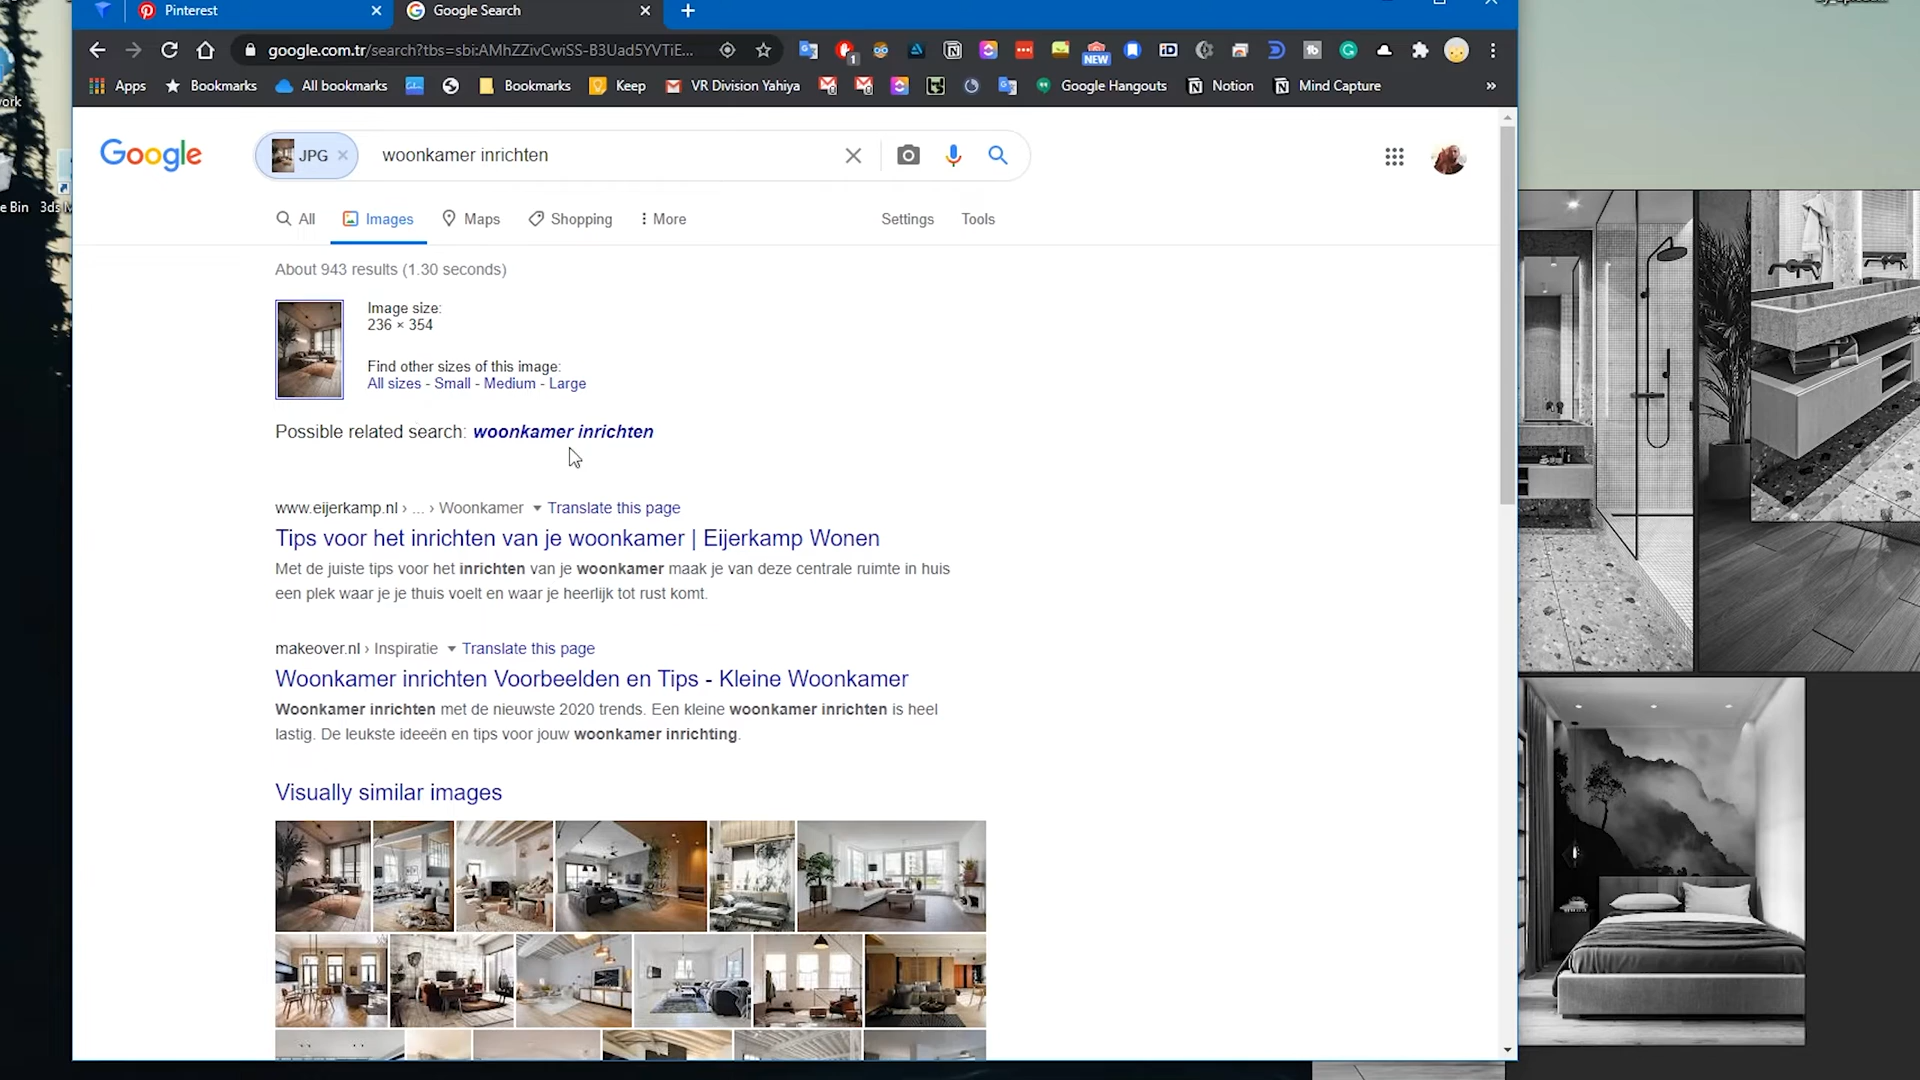 Pinterest
Google Search
google.com.tr/search?tbs=sbi:AMhZZivCwiSS-B3Uad5YVTiE...
1
NEW
iD
Apps
Bookmarks
All bookmarks
Bookmarks
Keep
VR Division Yahiya
Google Hangouts
Notion
Mind Capture
»
Google
JPG
woonkamer inrichten
e Bin
3ds M
All
Images
Maps
Shopping
More
Settings
Tools
About 943 results (1.30 seconds)
Image size:
236 × 354
Find other sizes of this image:
All sizes - Small - Medium - Large
Possible related search: woonkamer inrichten
www.eijerkamp.nl › ... › Woonkamer Translate this page
Tips voor het inrichten van je woonkamer | Eijerkamp Wonen
Met de juiste tips voor het inrichten van je woonkamer maak je van deze centrale ruimte in huis
een plek waar je je thuis voelt en waar je heerlijk tot rust komt.
makeover.nl › Inspiratie Translate this page
Woonkamer inrichten Voorbeelden en Tips - Kleine Woonkamer
Woonkamer inrichten met de nieuwste 2020 trends. Een kleine woonkamer inrichten is heel
lastig. De leukste ideeën en tips voor jouw woonkamer inrichting.
Visually similar images